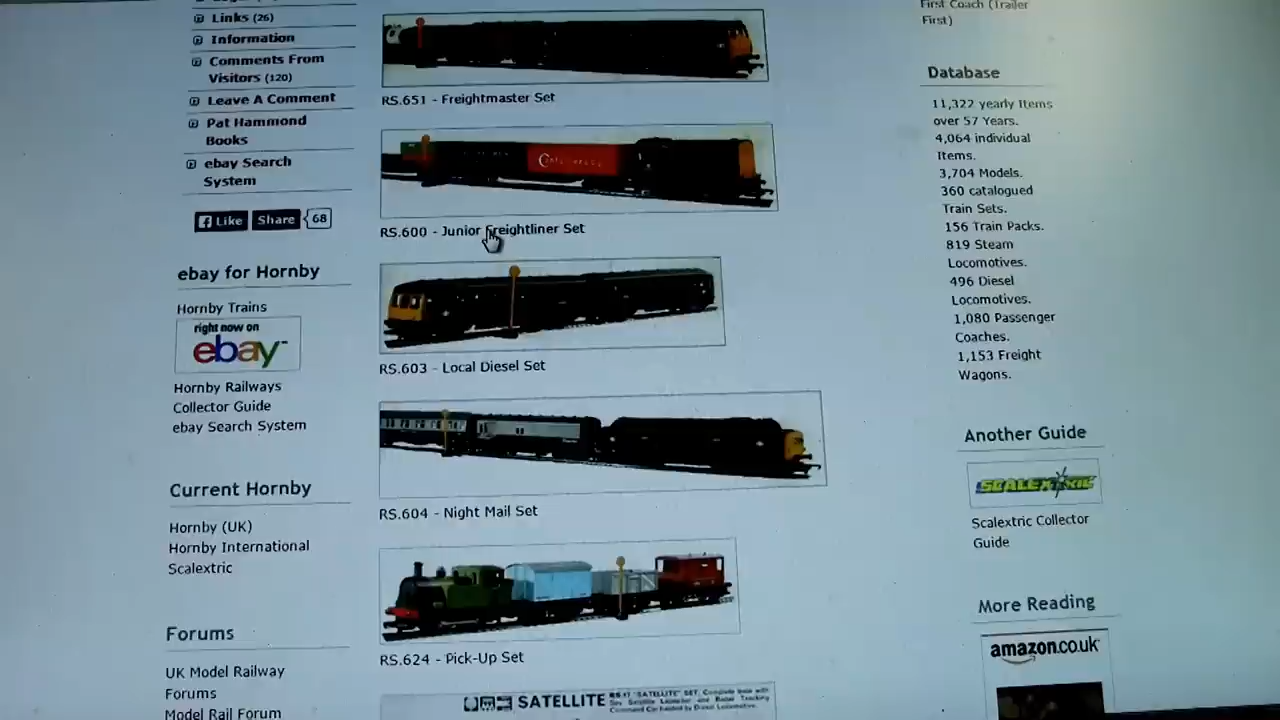 Links (26)
Information
Comments From
Visitors (120)
Leave A Comment
Pat Hammond
Books
ebay Search
System
Like Share 68
ebay for Hornby
Hornby Trains
right now on
ebay
Hornby Railways
Collector Guide
ebay Search System
Current Hornby
Hornby (UK)
Hornby International
Scalextric
Forums
UK Model Railway
Forums
Model Rail Forum
RS.651 - Freightmaster Set
RS.600 - Junior Freightliner Set
RS.603 - Local Diesel Set
RS.604 - Night Mail Set
RS.624 - Pick-Up Set
SATELLITE
First Coach (Trailer
First)
Database
11,322 yearly Items
over 57 Years.
4,064 individual
Items.
3,704 Models.
360 catalogued
Train Sets.
156 Train Packs.
819 Steam
Locomotives.
496 Diesel
Locomotives.
1,080 Passenger
Coaches.
1,153 Freight
Wagons.
Another Guide
SCALEXTRIC
Scalextric Collector
Guide
More Reading
amazon.co.uk